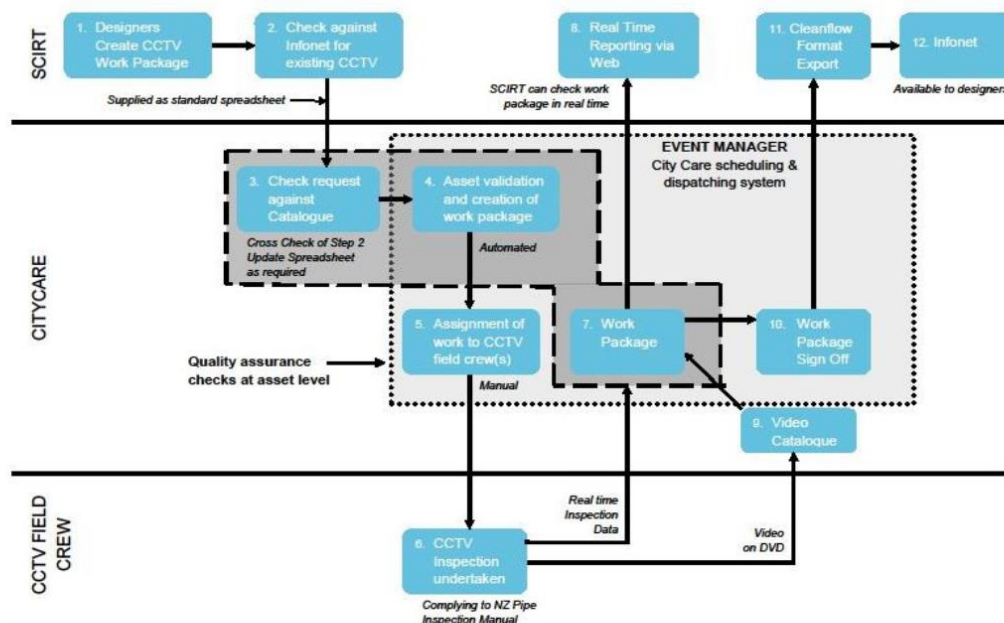 SCIRT
1. Designers
Create CCTV
Work Package
2. Check against
Infonet for
existing CCTV
8. Real Time
Reporting via
Web
11. Cleanflow
Format
Export
12. Infonet
Supplied as standard spreadsheet
SCIRT can check work
package in real time
Available to designers
CITYCARE
EVENT MANAGER
City Care scheduling &
dispatching system
3. Check request
against
Catalogue
4. Asset validation
and creation of
work package
Cross Check of Step 2
Update Spreadsheet
as required
Automated
5. Assignment of
work to CCTV
field crew(s)
7. Work
Package
10. Work
Package
Sign Off
Quality assurance
checks at asset level
Manual
9. Video
Catalogue
CCTV FIELD
CREW
Real time
Inspection
Data
Video
on DVD
6. CCTV
Inspection
undertaken
Complying to NZ Pipe
Inspection Manual